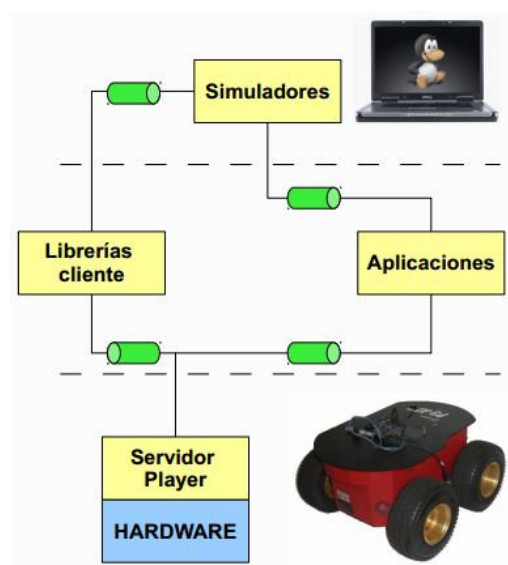 Simuladores
Librerías
cliente
Aplicaciones
Servidor
Player
HARDWARE